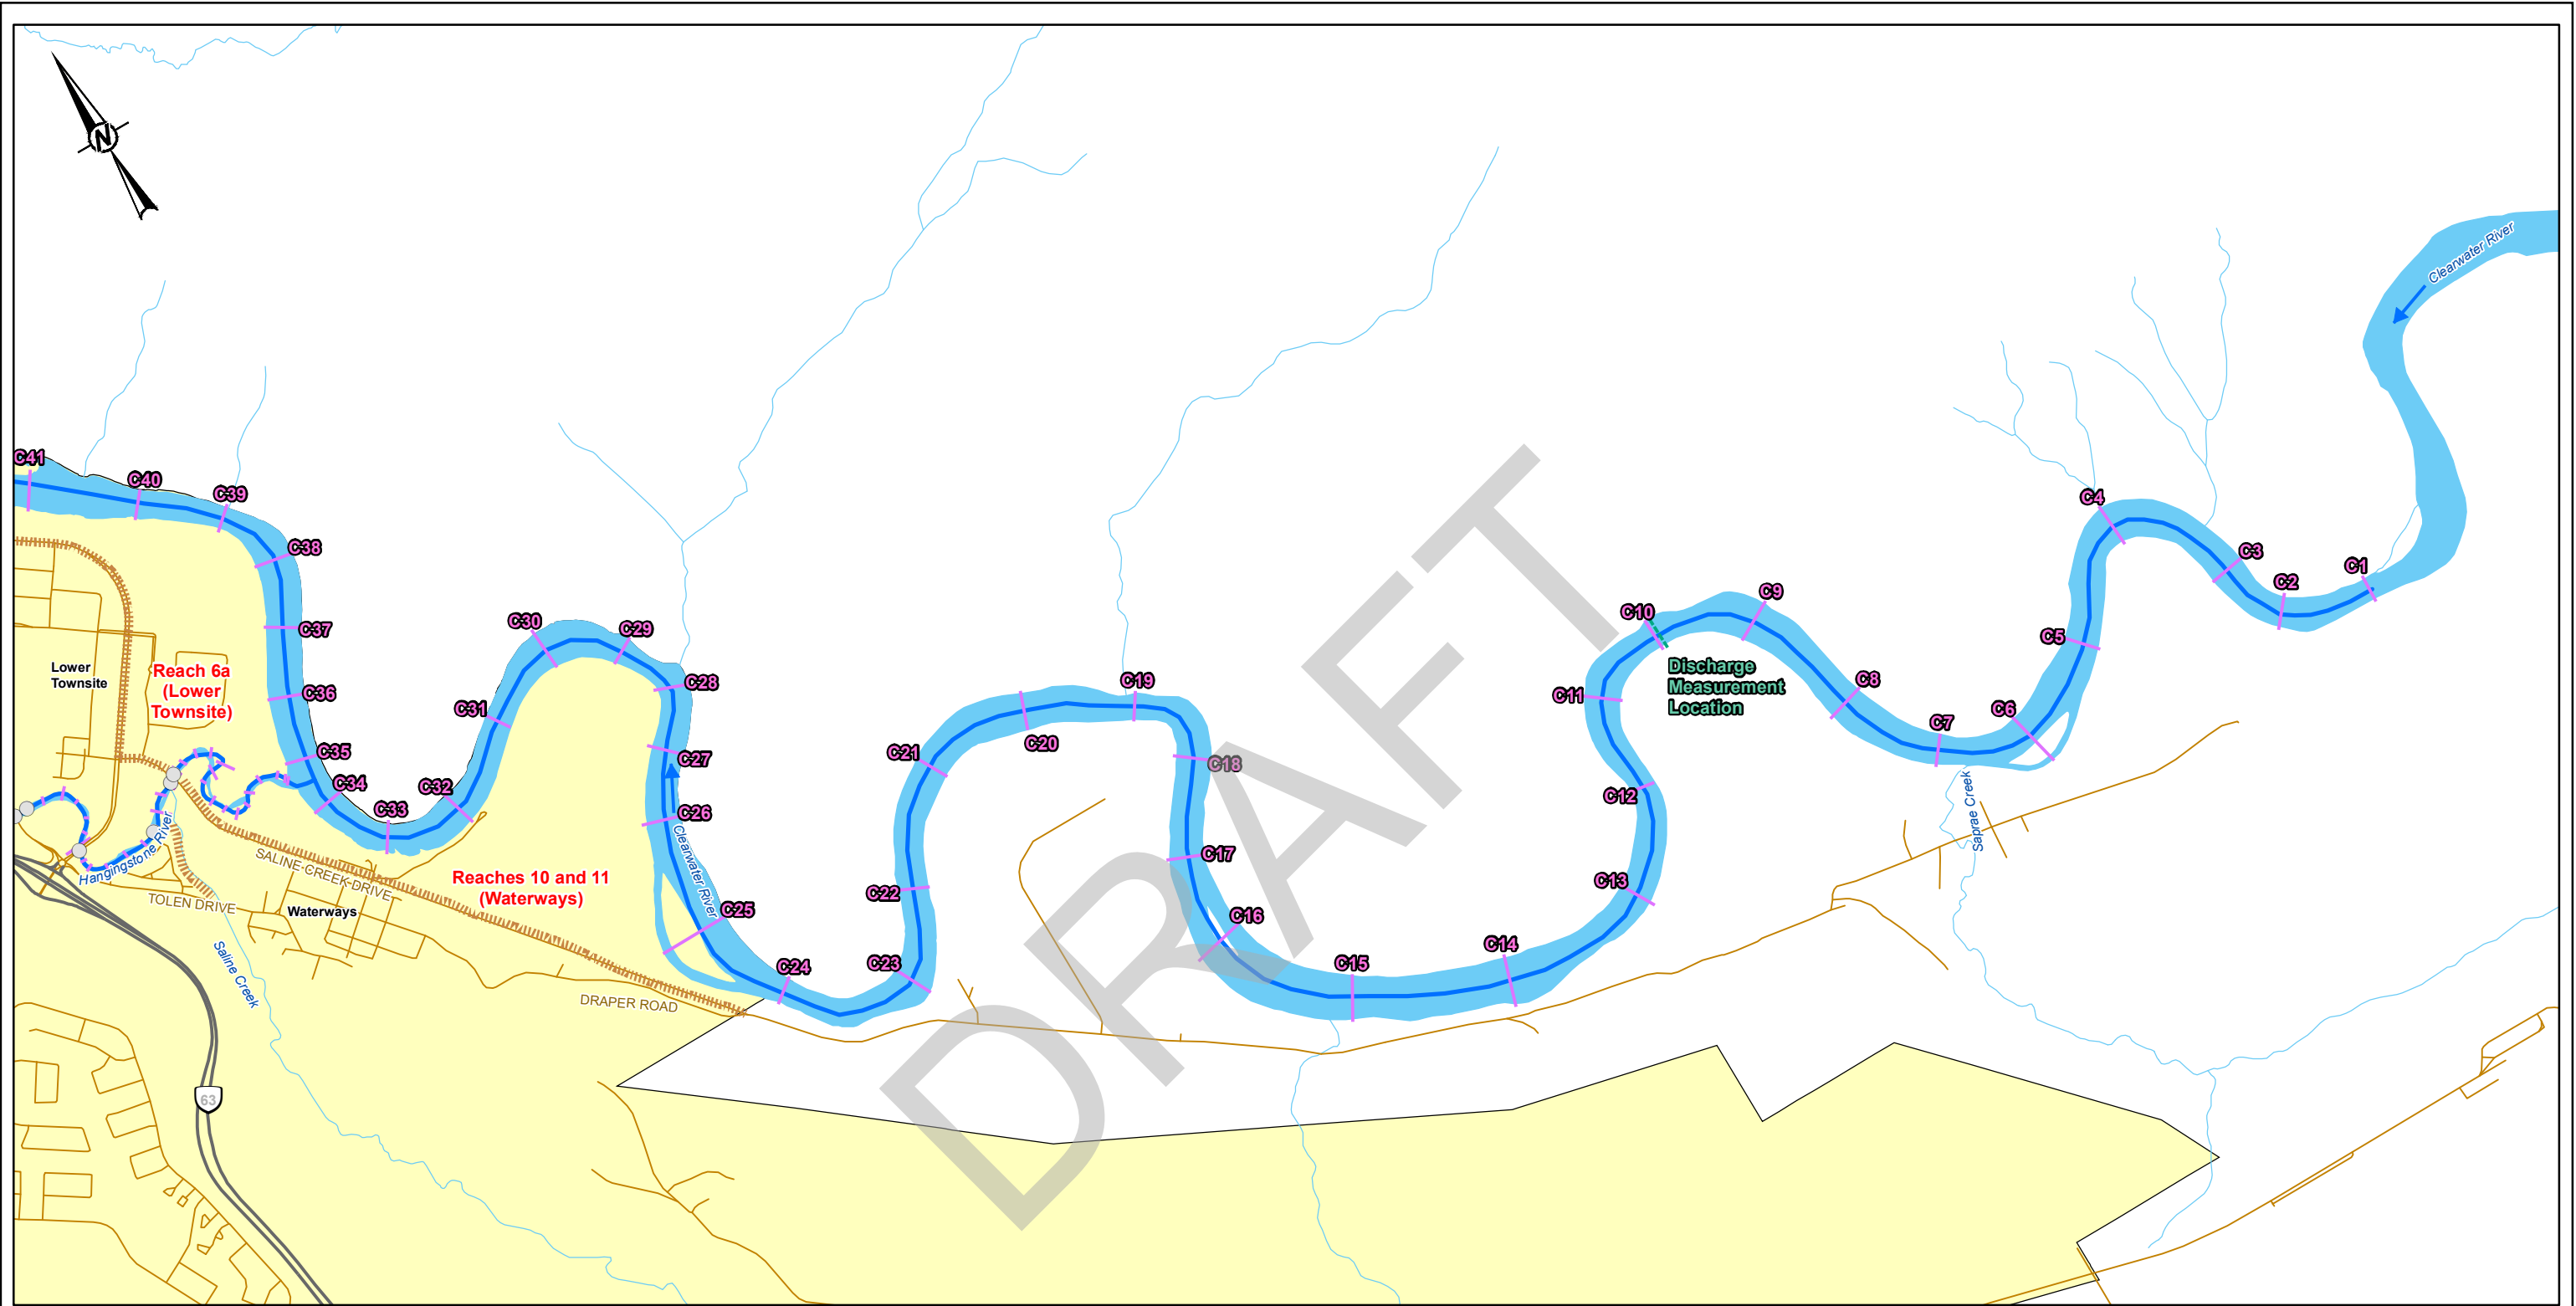 N
Clearwater River
C41
C40
C39
C38
C37
C36
C35
C34
C33
C32
C31
C30
C29
C28
C27
C26
C25
C24
C23
C22
C21
C20
C19
C18
C17
C16
C15
C14
C13
C12
C11
C10
C9
C8
C7
C6
C5
C4
C3
C2
C1
Discharge
Measurement
Location
Lower
Townsite
Reach 6a
(Lower
Townsite)
Reaches 10 and 11
(Waterways)
Waterways
Hangingstone River
SALINE-CREEK-DRIVE
TOLEN DRIVE
Saline Creek
DRAPER ROAD
Clearwater River
Saprae Creek
63
DRAFT